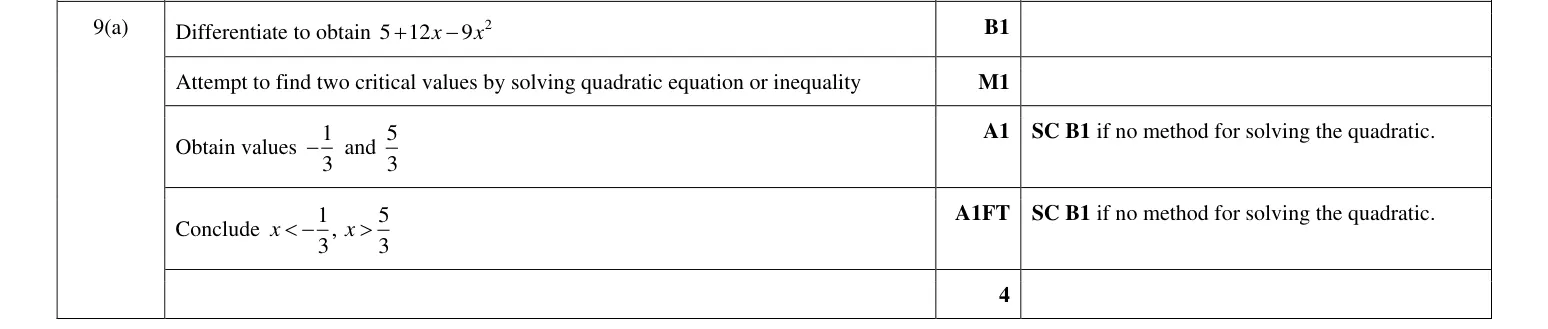 9(a) Differentiate to obtain 5+12x−9x² B1
Attempt to find two critical values by solving quadratic equation or inequality M1
Obtain values −1/3 and 5/3 A1 SC B1 if no method for solving the quadratic.
Conclude x<−1/3, x>5/3 A1FT SC B1 if no method for solving the quadratic.
4